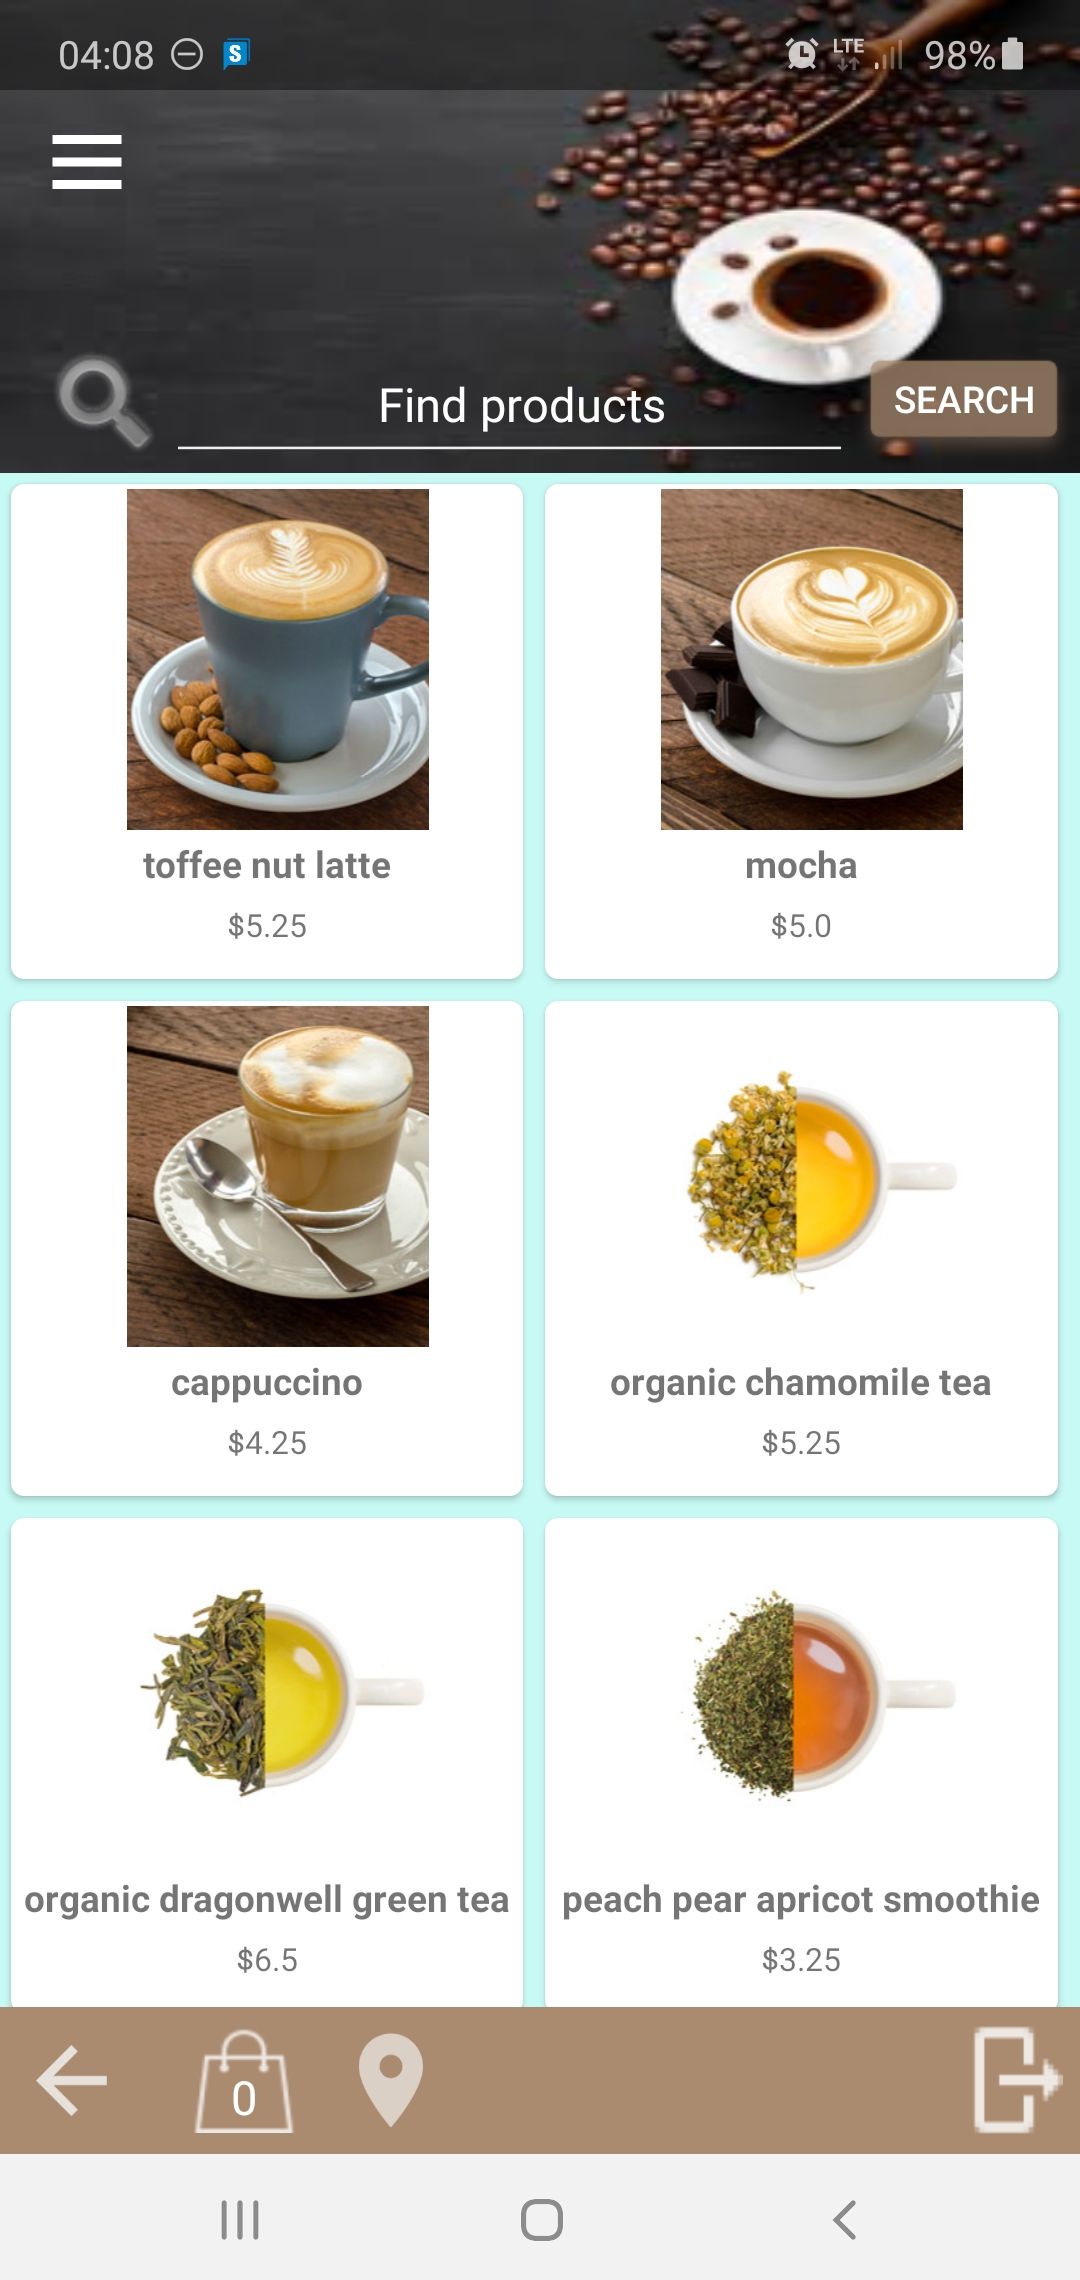 04:08
S
LTE
98%
Find products
SEARCH
toffee nut latte
$5.25
mocha
$5.0
cappuccino
$4.25
organic chamomile tea
$5.25
organic dragonwell green tea
$6.5
peach pear apricot smoothie
$3.25
0